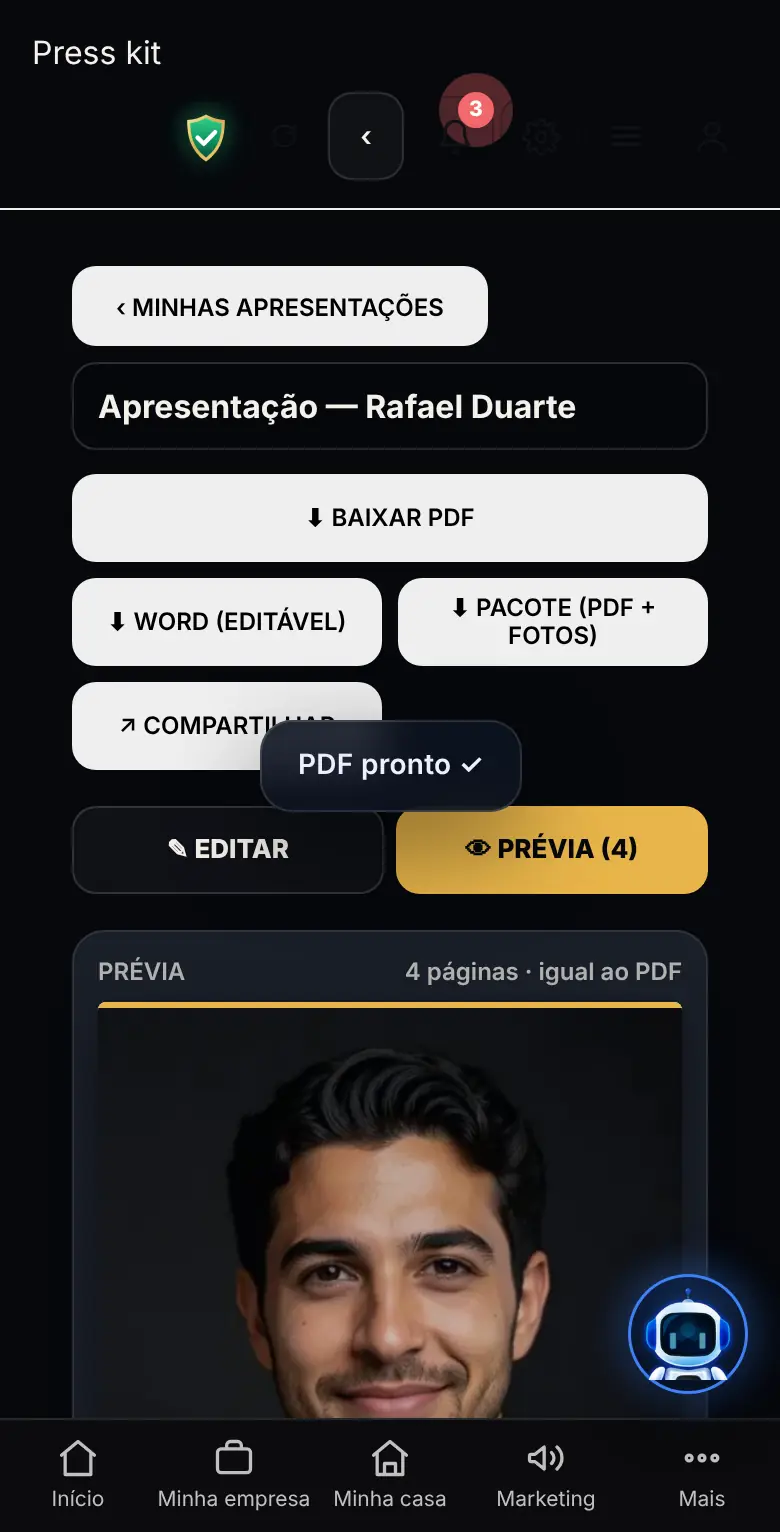 Press kit
‹
3
‹ MINHAS APRESENTAÇÕES
Apresentação — Rafael Duarte
⬇ BAIXAR PDF
⬇ WORD (EDITÁVEL)
⬇ PACOTE (PDF +
FOTOS)
↗ COMPARTILHAR
PDF pronto ✓
✎ EDITAR
👁 PRÉVIA (4)
PRÉVIA
4 páginas · igual ao PDF
Início
Minha empresa
Minha casa
Marketing
Mais